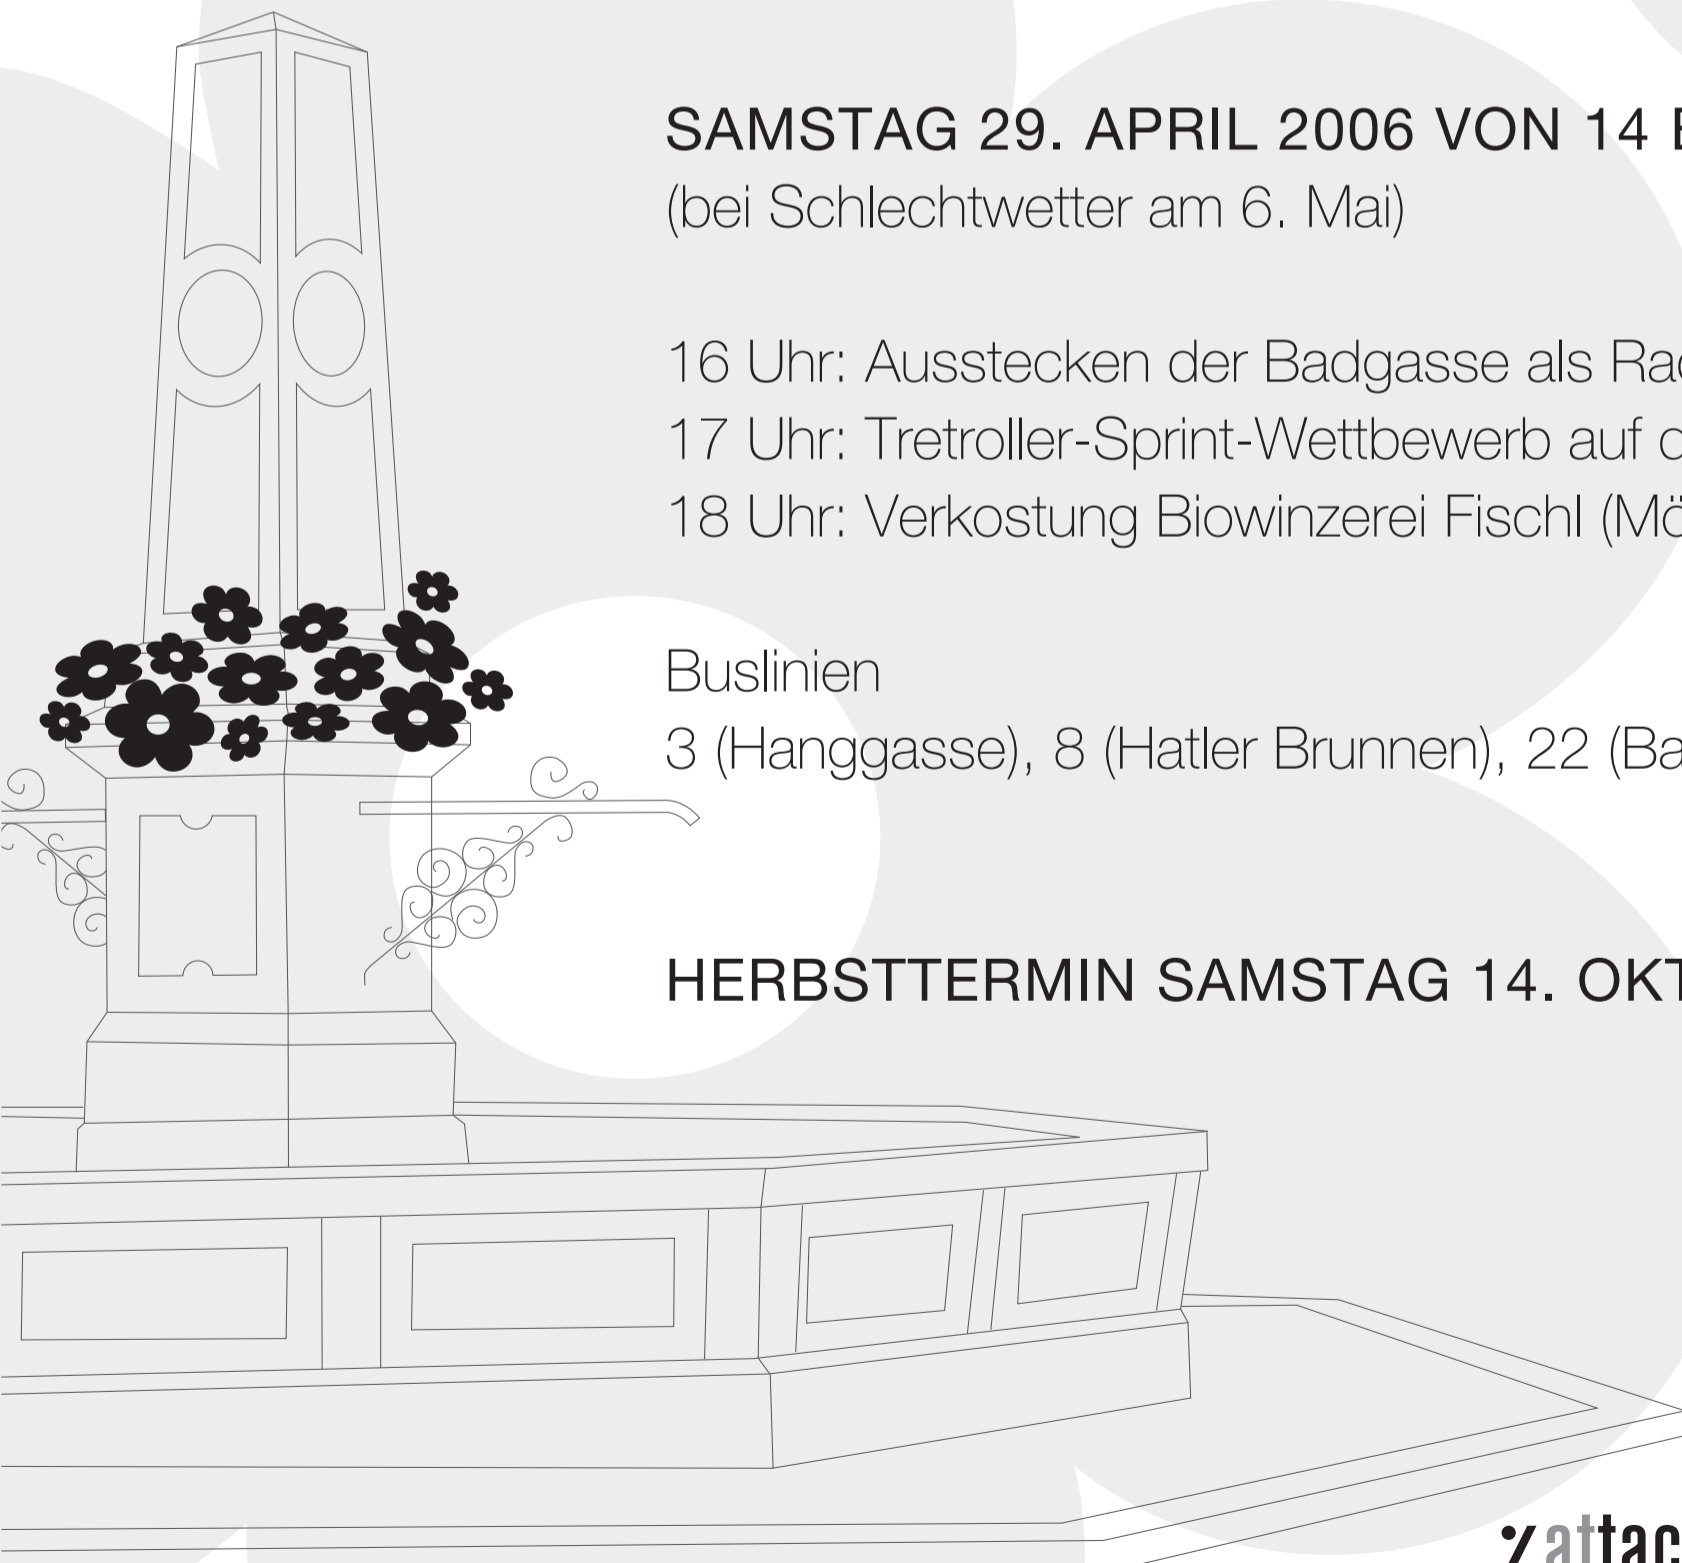 SAMSTAG 29. APRIL 2006 VON 14
(bei Schlechtwetter am 6. Mai)
16 Uhr: Ausstecken der Badgasse als
17 Uhr: Tretroller-Sprint-Wettbewerb auf
18 Uhr: Verkostung Biowinzerei Fischl
Buslinien
3 (Hanggasse), 8 (Hatler Brunnen), 22
HERBSTTERMIN SAMSTAG 14.
attac